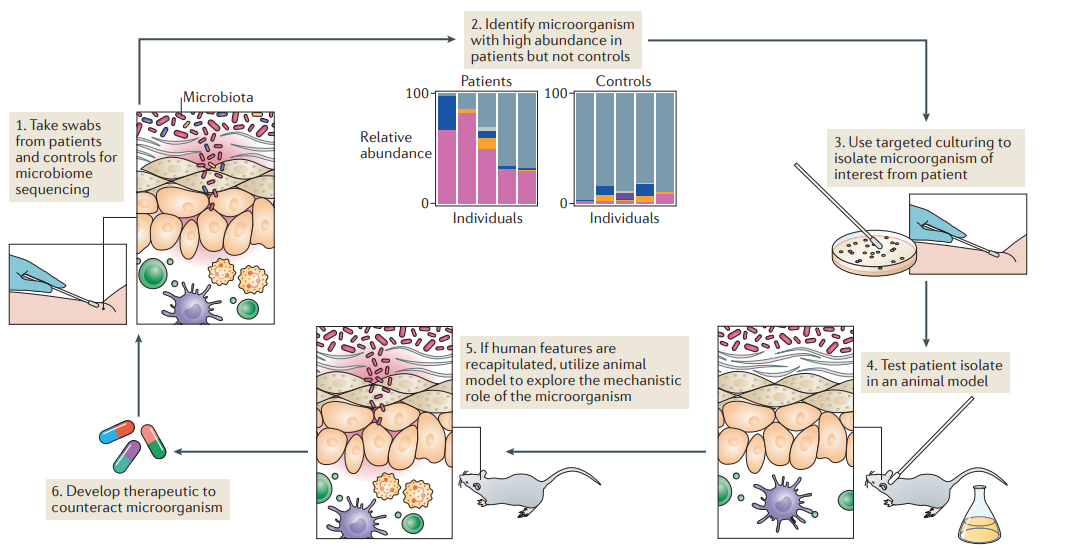 2. Identify microorganism
with high abundance in
patients but not controls
Microbiota
1. Take swabs
from patients
and controls for
microbiome
sequencing
Patients
Controls
100
100
Relative
abundance
0
0
Individuals
Individuals
3. Use targeted culturing to
isolate microorganism of
interest from patient
4. Test patient isolate
in an animal model
5. If human features are
recapitulated, utilize animal
model to explore the mechanistic
role of the microorganism
6. Develop therapeutic to
counteract microorganism